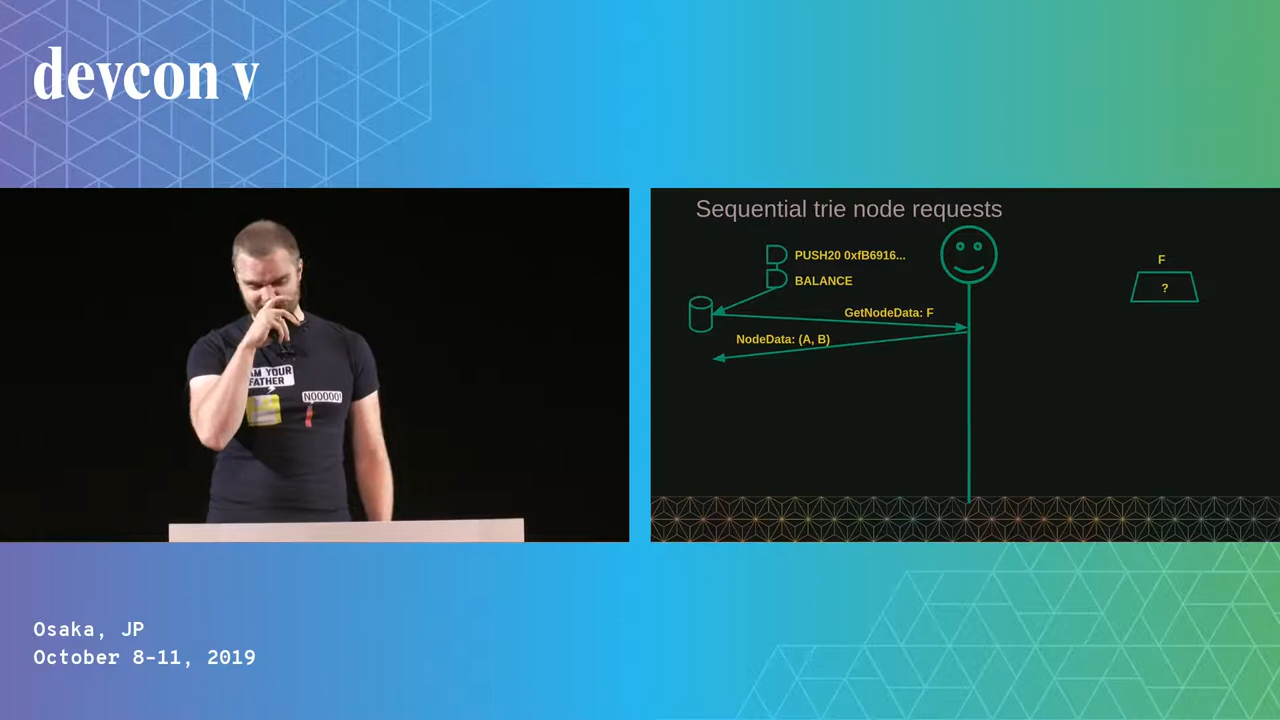 devcon v
AM YOUR
FATHER
NOOOOO!
Sequential trie node requests
PUSH20 0xfB6916...
BALANCE
F
?
GetNodeData: F
NodeData: (A, B)
Osaka, JP
October 8-11, 2019